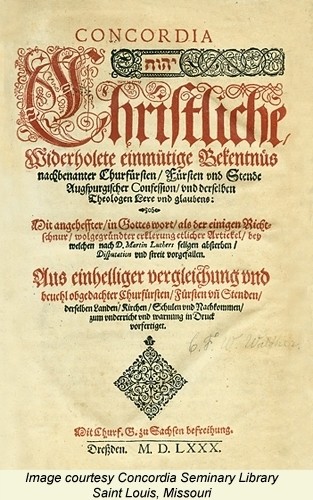 CONCORDIA
יהוה
Christliche/
Widerholete einmütige Bekentnüs
nachbenanter Churfürsten/ Fürsten vnd Stende
Augspurgischer Confession/ vnd derselben
Theologen Lere vnd glaubens:
Mit angeheffter/ in Gottes wort/ als der einigen Richt-
schnur/ wolgegründter erklerung etlicher Artickel/ bey
welchen nach D. Martin Luthers seligen absterben/
Disputation vnd streit vorgefallen.
Aus einhelliger vergleichung vnd
beuehl obgedachter Churfürsten/ Fürsten vn̄ Stenden/
derselben Landen/ Kirchen/ Schulen vnd Nachkommen/
zum vnderricht vnd warnung in Druck
vorfertiget.
C. F. W. Walther.
Mit Churf. G. zu Sachsen befreihung.
Dreßden. M. D. LXXX.
Image courtesy Concordia Seminary Library
Saint Louis, Missouri